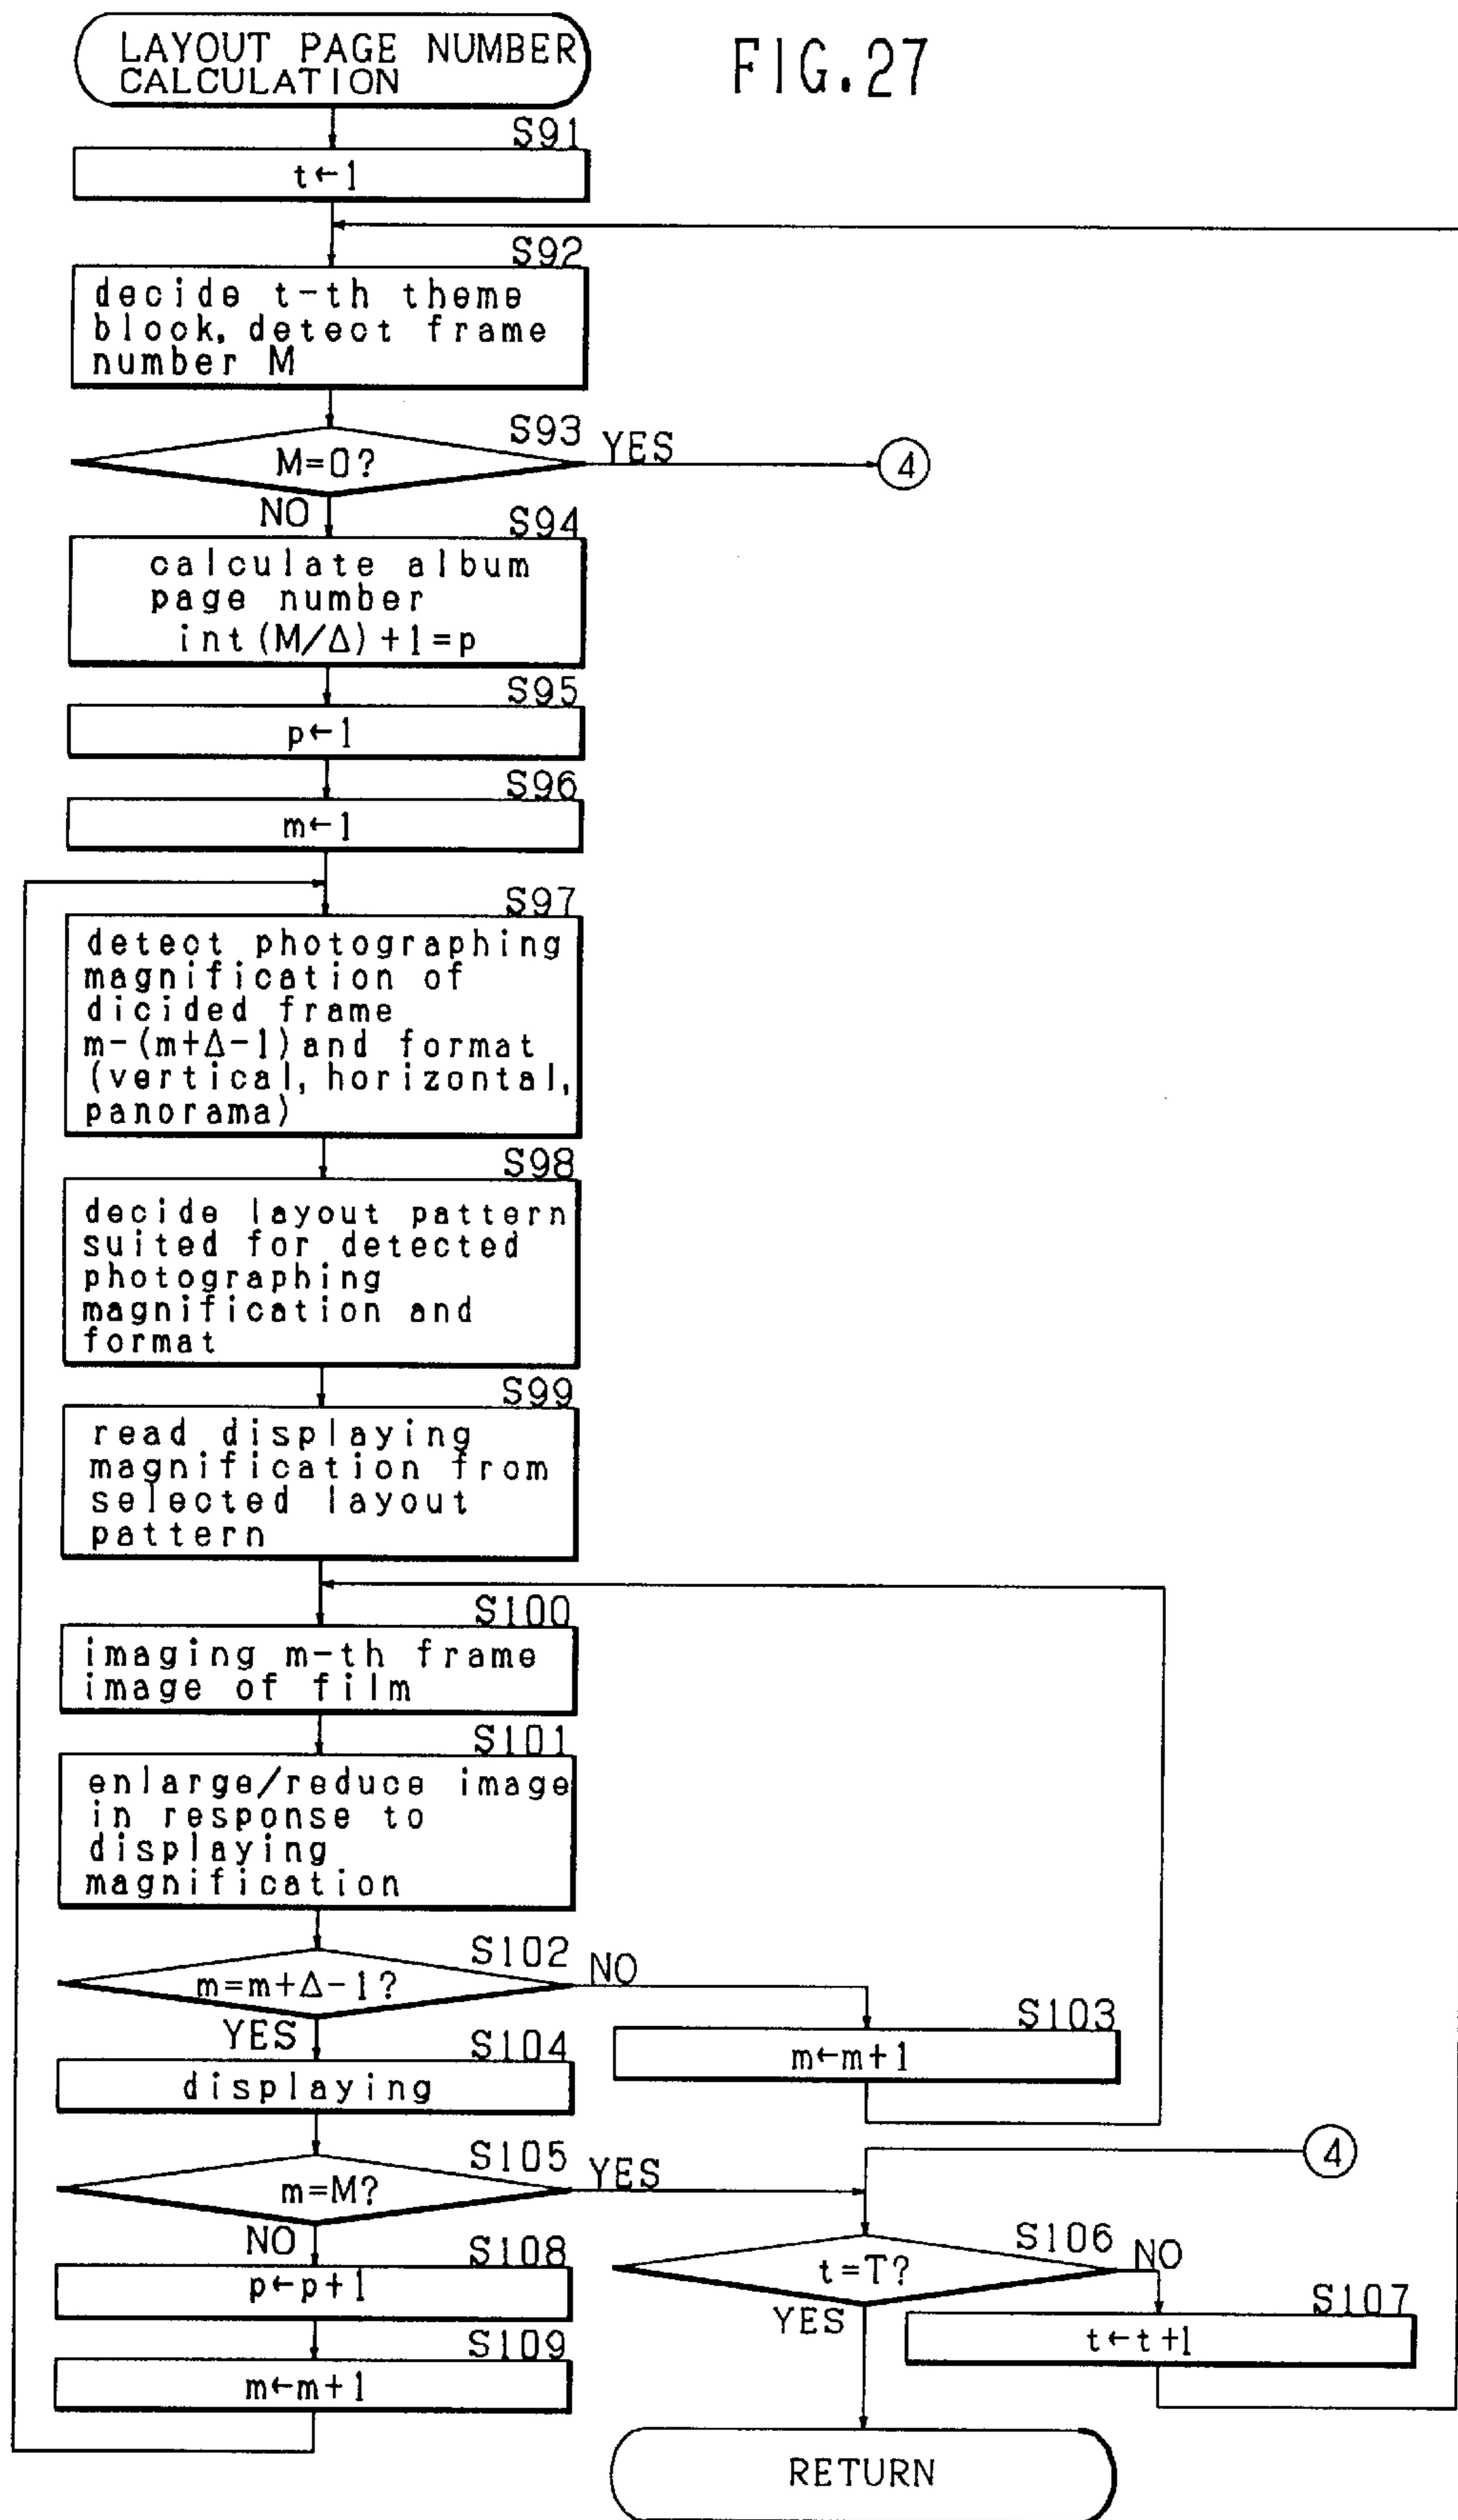 LAYOUT PAGE NUMBER
CALCULATION
FIG.27
S91
t←1
S92
decide t-th theme
block, detect frame
number M
S93
YES
M=0?
4
NO
S94
calculate album
page number
int(M/Δ)+1=p
S95
p←1
S96
m←1
S97
detect photographing
magnification of
dicided frame
m-(m+Δ-1) and format
(vertical, horizontal,
panorama)
S98
decide layout pattern
suited for detected
photographing
magnification and
format
S99
read displaying
magnification from
selected layout
pattern
S100
imaging m-th frame
image of film
S101
enlarge/reduce image
in response to
displaying
magnification
S102
NO
m=m+Δ-1?
YES
S103
m←m+1
S104
displaying
4
S105
YES
m=M?
NO
S106
NO
t=T?
YES
S107
t←t+1
S108
p←p+1
S109
m←m+1
RETURN